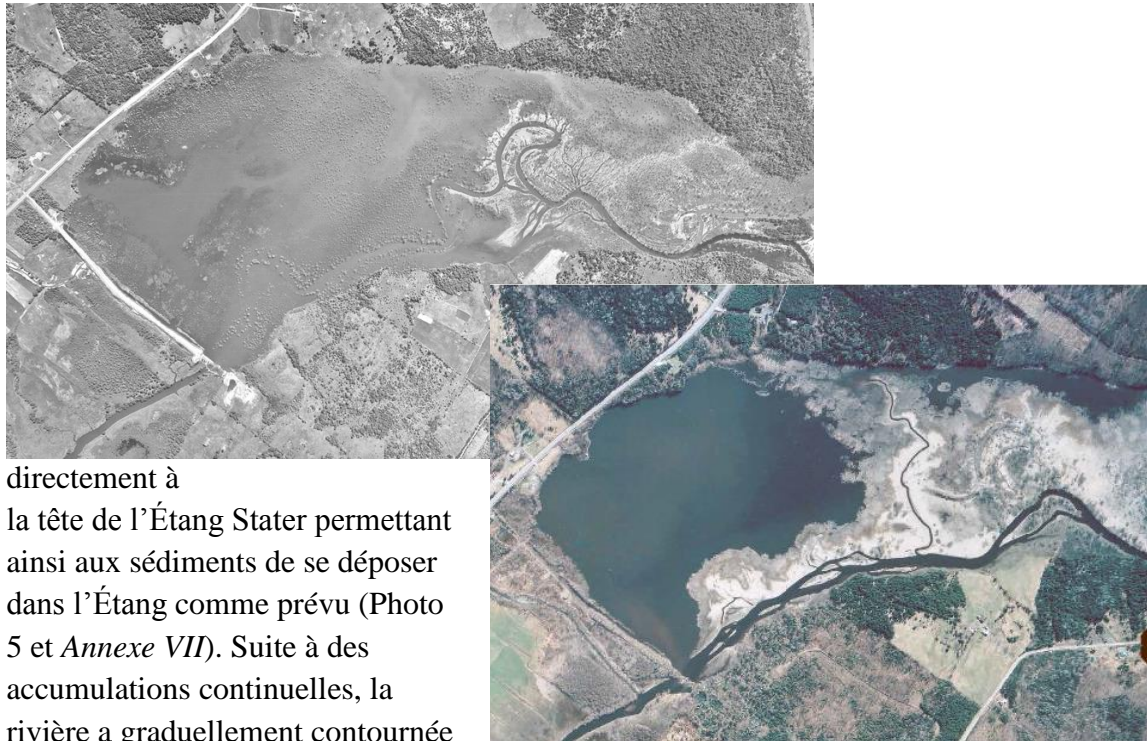 directement à
la tête de l’Étang Stater permettant
ainsi aux sédiments de se déposer
dans l’Étang comme prévu (Photo
5 et Annexe VII). Suite à des
accumulations continuelles, la
rivière a graduellement contournée